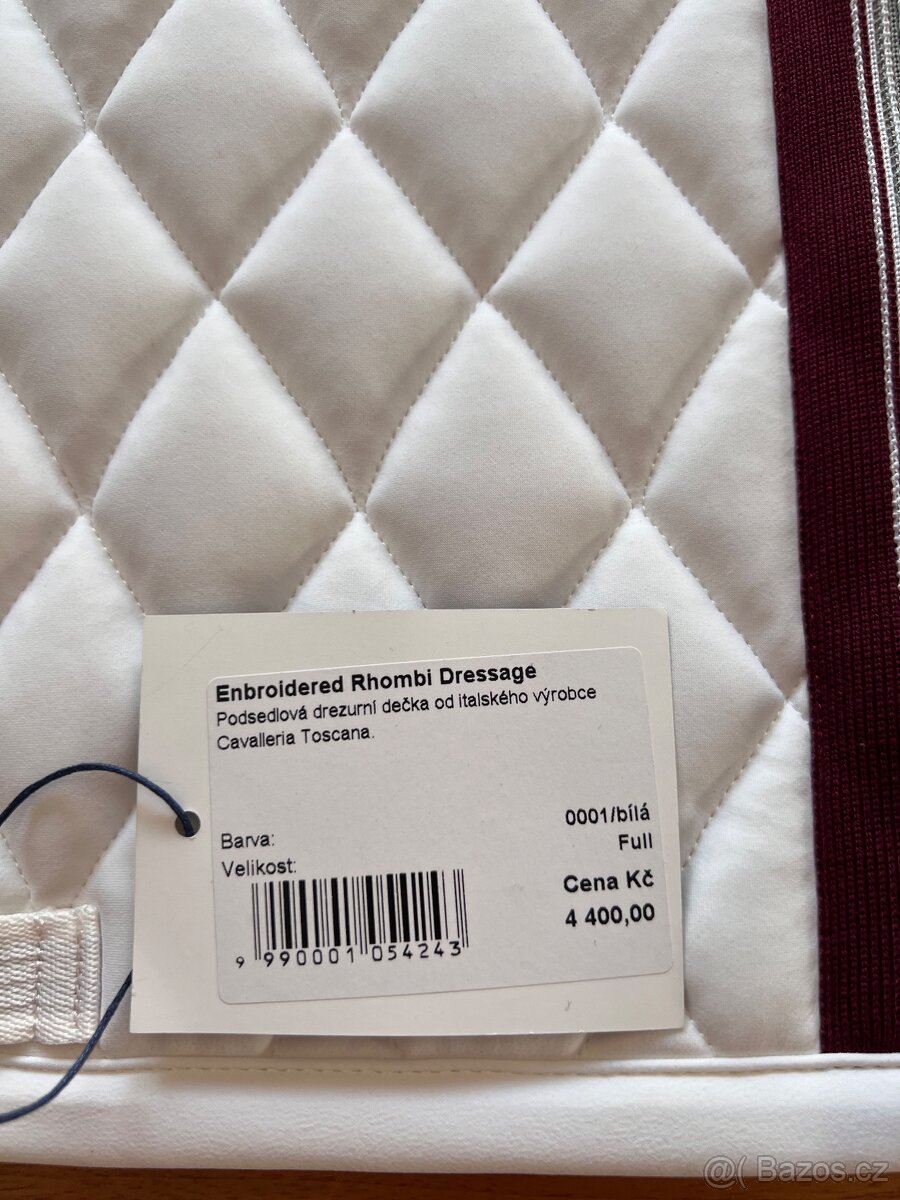 Enbroidered Rhombi Dressage
Podsedlová drezurní dečka od italského výrobce
Cavalleria Toscana.
Barva: 0001/bílá
Velikost: Full
Cena Kč
4 400,00
9 990001 054243
@( Bazos.cz